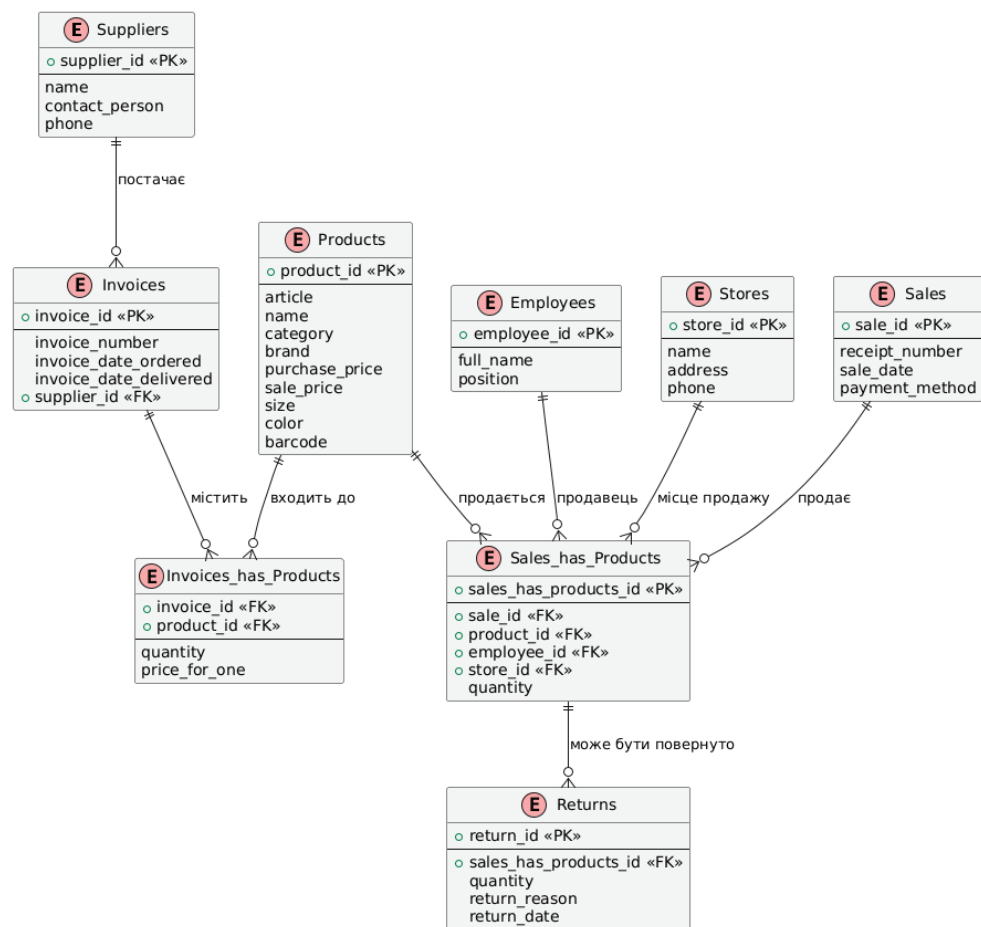 E Suppliers
supplier_id «PK»
name
contact_person
phone
постачає
E Invoices
invoice_id «PK»
invoice_number
invoice_date_ordered
invoice_date_delivered
supplier_id «FK»
E Products
product_id «PK»
article
name
category
brand
purchase_price
sale_price
size
color
barcode
E Employees
employee_id «PK»
full_name
position
E Stores
store_id «PK»
name
address
phone
E Sales
sale_id «PK»
receipt_number
sale_date
payment_method
містить
входить до
продається
продавець
місце продажу
продає
E Invoices_has_Products
invoice_id «FK»
product_id «FK»
quantity
price_for_one
E Sales_has_Products
sales_has_products_id «PK»
sale_id «FK»
product_id «FK»
employee_id «FK»
store_id «FK»
quantity
може бути повернуто
E Returns
return_id «PK»
sales_has_products_id «FK»
quantity
return_reason
return_date